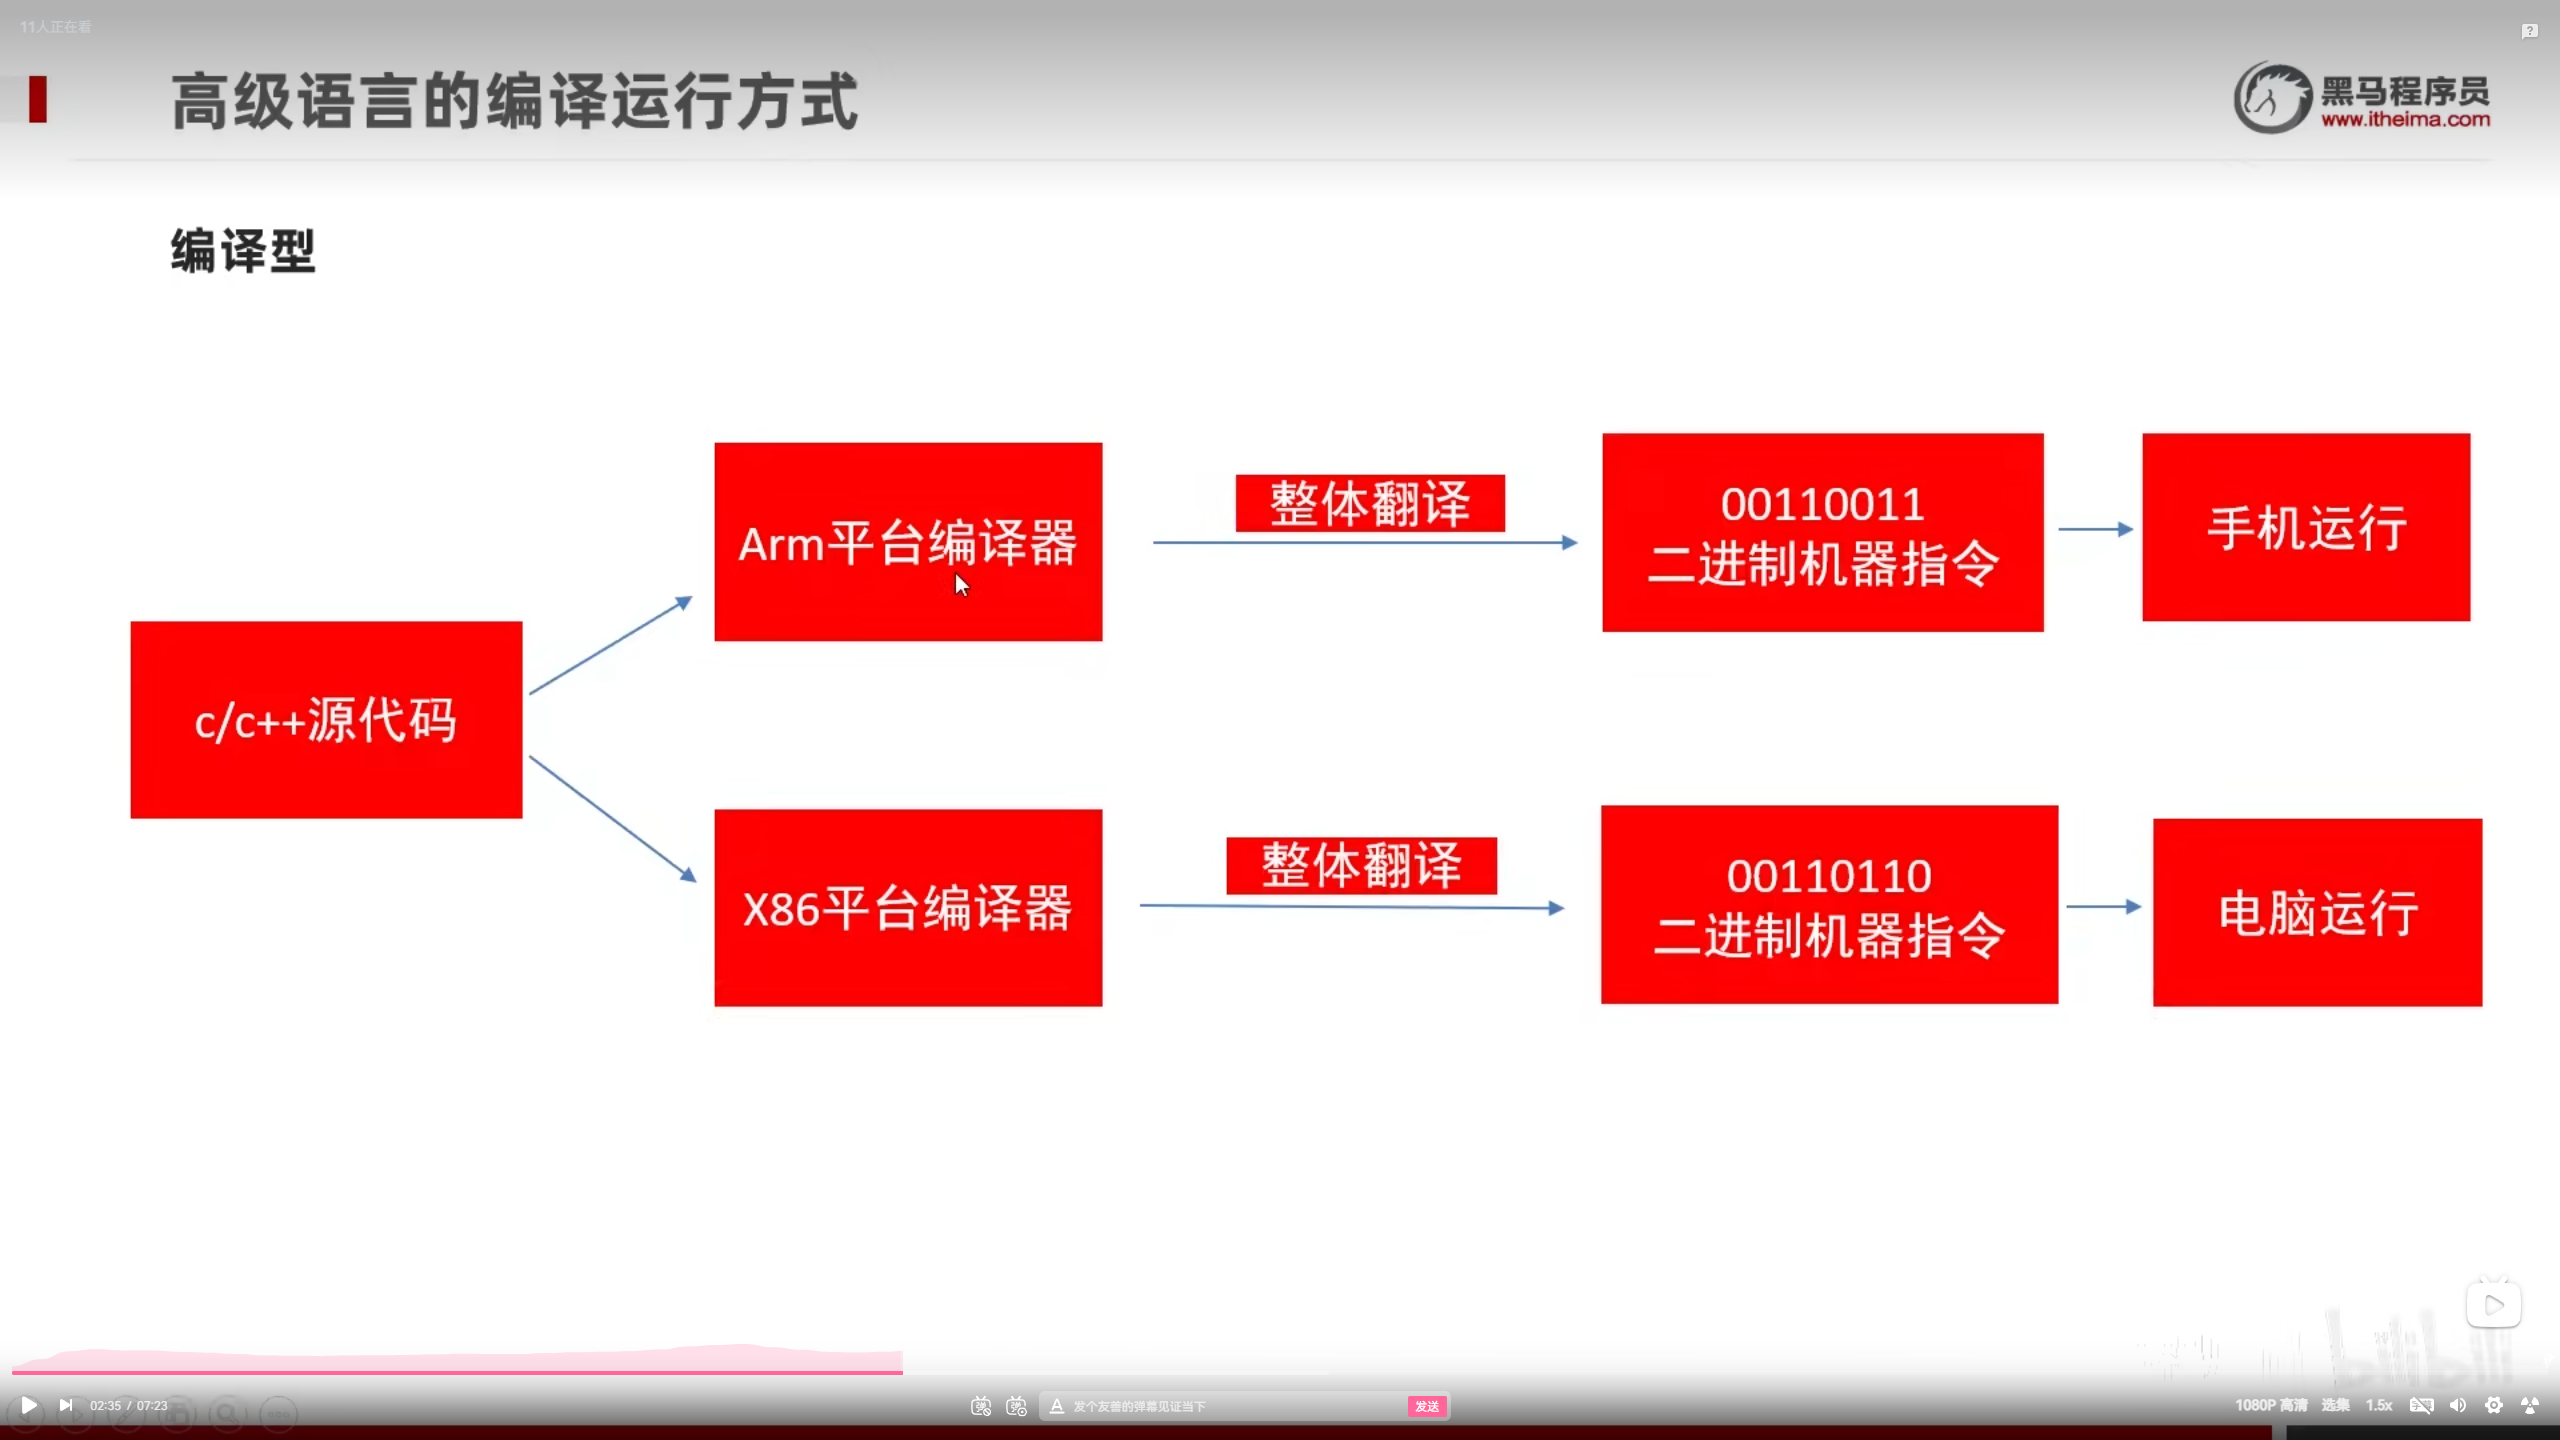 11人正在看
高级语言的编译运行方式
黑马程序员
www.itheima.com
编译型
c/c++源代码
Arm平台编译器
整体翻译
00110011
二进制机器指令
手机运行
X86平台编译器
整体翻译
00110110
二进制机器指令
电脑运行
02:35 / 07:23
发个友善的弹幕见证当下
发送
1080P 高清
选集
1.5x